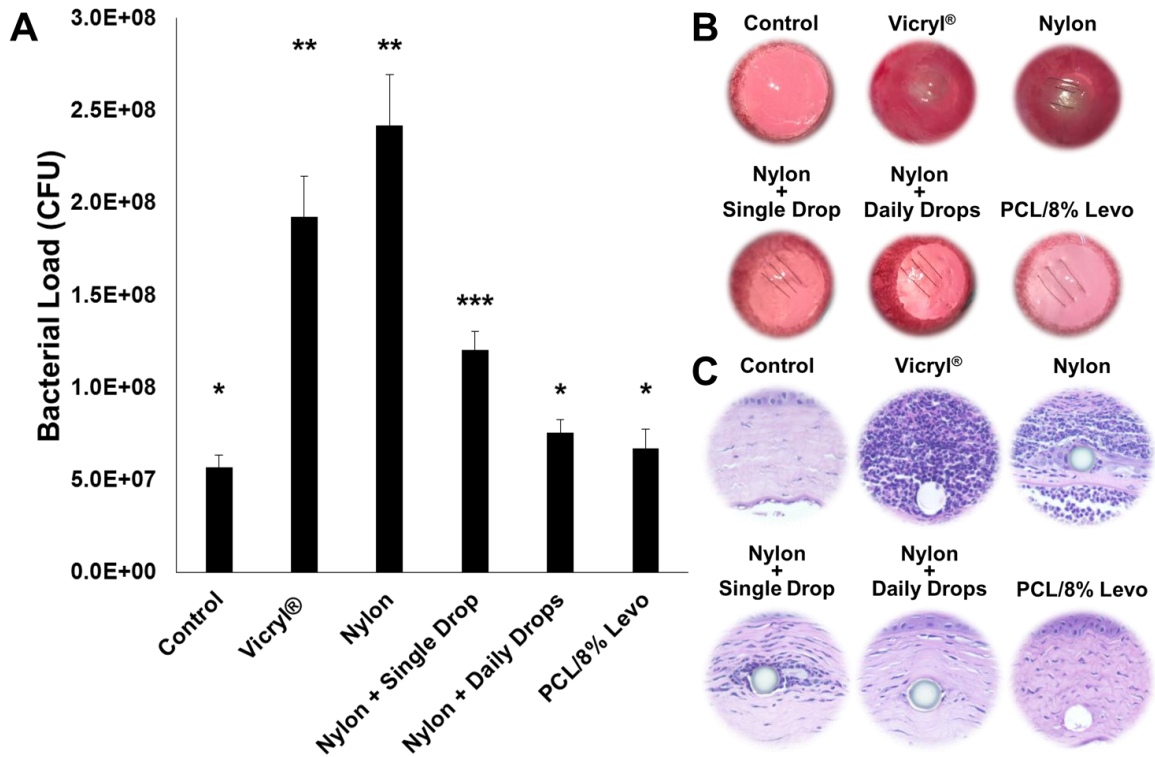 A
3.0E+08
2.5E+08
2.0E+08
1.5E+08
1.0E+08
5.0E+07
0.0E+00
Bacterial Load (CFU)
*
**
**
***
*
*
Control
Vicryl®
Nylon
Nylon + Single Drop
Nylon + Daily Drops
PCL/8% Levo
B
Control
Vicryl®
Nylon
Nylon
+
Single Drop
Nylon
+
Daily Drops
PCL/8% Levo
C
Control
Vicryl®
Nylon
Nylon
+
Single Drop
Nylon
+
Daily Drops
PCL/8% Levo